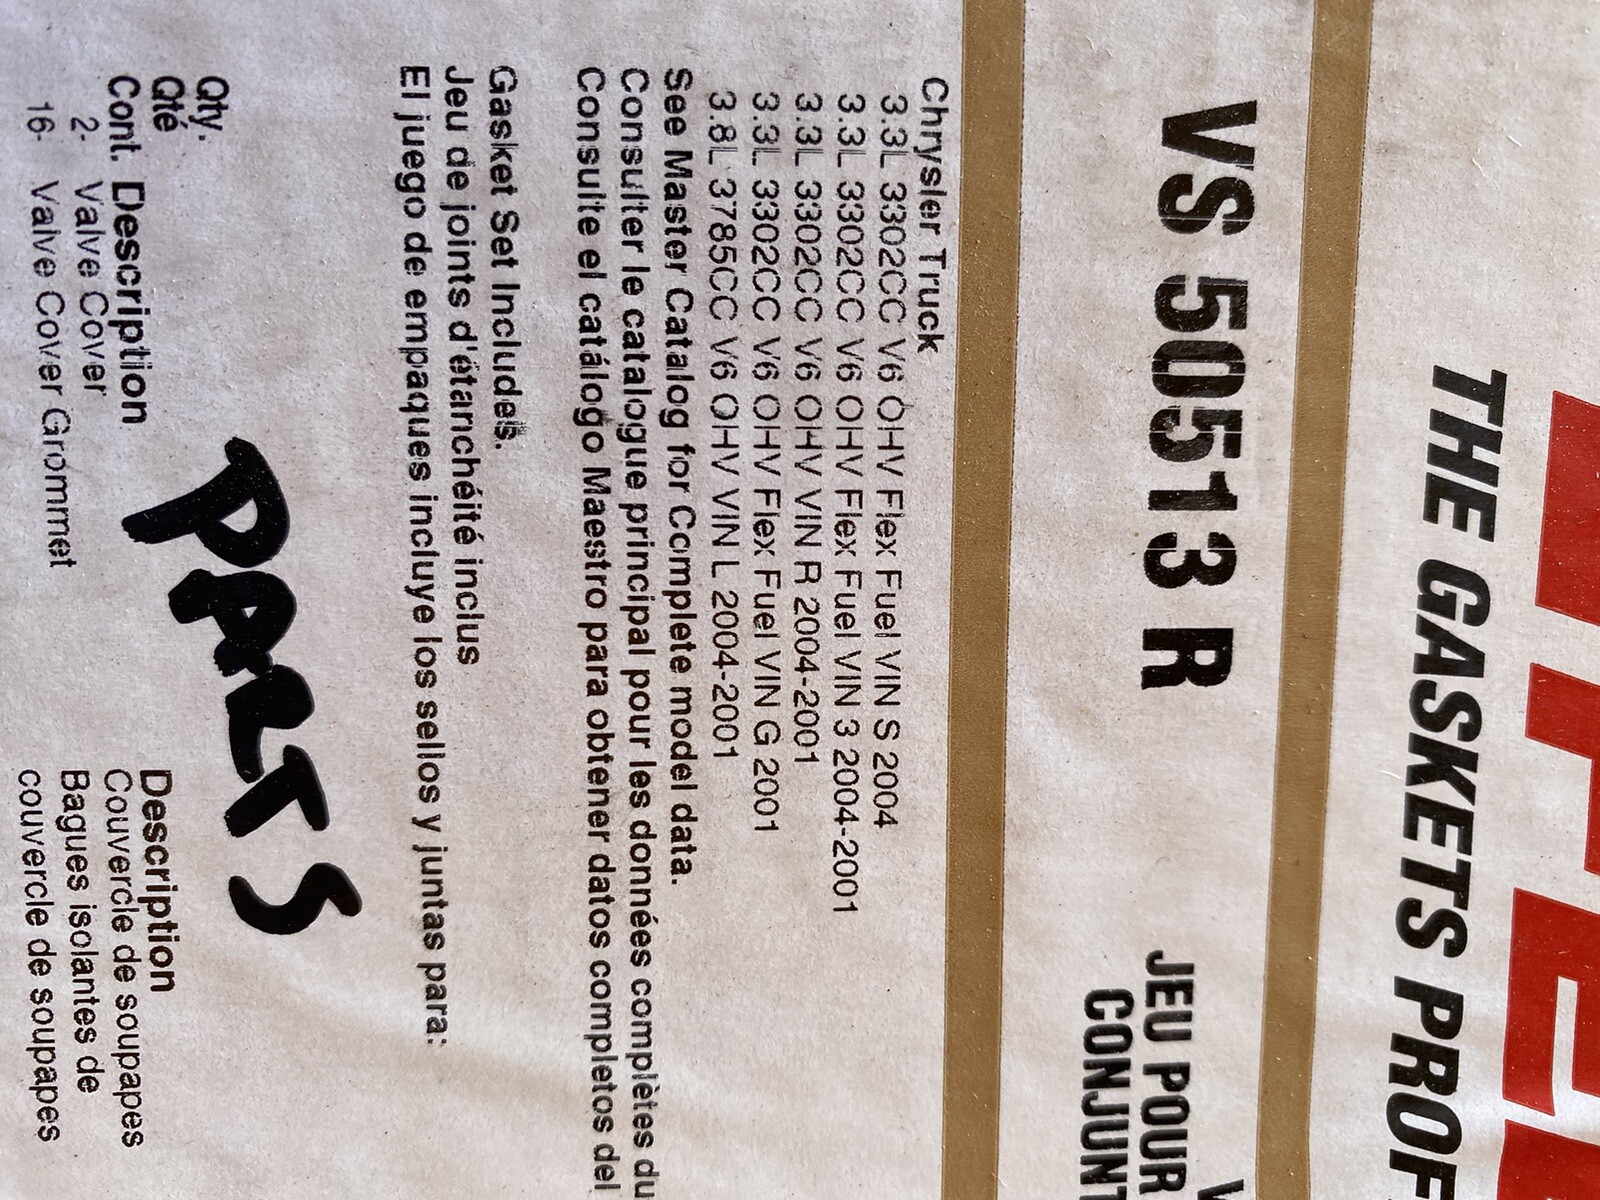 THE GASKETS PROF
VS 50513 R
JEU POUR
CONJUNT
Chrysler Truck
3.3L 3302CC V6 OHV Flex Fuel VIN S 2004
3.3L 3302CC V6 OHV Flex Fuel VIN 3 2004-2001
3.3L 3302CC V6 OHV VIN R 2004-2001
3.3L 3302CC V6 OHV Flex Fuel VIN G 2001
3.8L 3785CC V6 OHV VIN L 2004-2001
See Master Catalog for Complete model data.
Consulter le catalogue principal pour les données complètes du
Consulte el catálogo Maestro para obtener datos completos del
Gasket Set Includes:
Jeu de joints d'étanchéité inclus
El juego de empaques incluye los sellos y juntas para:
PARTS
Qty.
Qté
Cont. Description
2- Valve Cover
16- Valve Cover Grommet
Description
Couvercle de soupapes
Bagues isolantes de
couvercle de soupapes